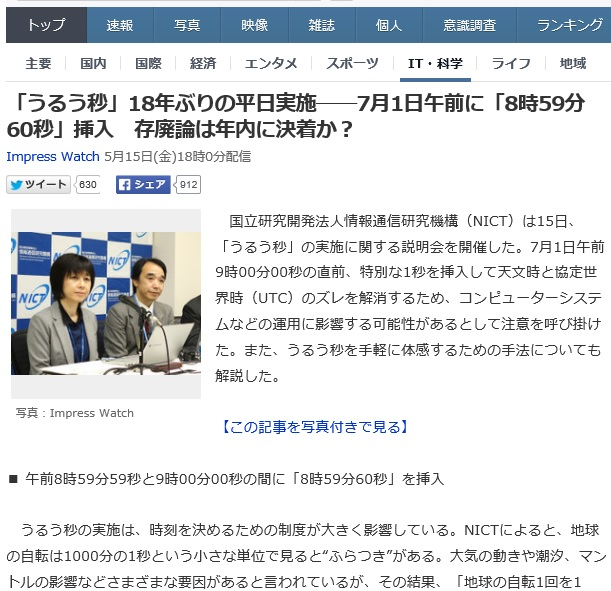 トップ 速報 写真 映像 雑誌 個人 意識調査 ランキング
主要 国内 国際 経済 エンタメ スポーツ IT・科学 ライフ 地域
「うるう秒」18年ぶりの平日実施――7月1日午前に「8時59分
60秒」挿入　存廃論は年内に決着か？
Impress Watch 5月15日(金)18時0分配信
ツイート 630 シェア 912
NICT
NICT
NICT
写真：Impress Watch
国立研究開発法人情報通信研究機構（NICT）は15日、
「うるう秒」の実施に関する説明会を開催した。7月1日午前
9時00分00秒の直前、特別な1秒を挿入して天文時と協定世
界時（UTC）のズレを解消するため、コンピューターシステ
ムなどの運用に影響する可能性があるとして注意を呼び掛け
た。また、うるう秒を手軽に体感するための手法についても
解説した。
【この記事を写真付きで見る】
■ 午前8時59分59秒と9時00分00秒の間に「8時59分60秒」を挿入
うるう秒の実施は、時刻を決めるための制度が大きく影響している。NICTによると、地球
の自転は1000分の1秒という小さな単位で見ると“ふらつき”がある。大気の動きや潮汐、マン
トルの影響などさまざまな要因があると言われているが、その結果、「地球の自転1回を1